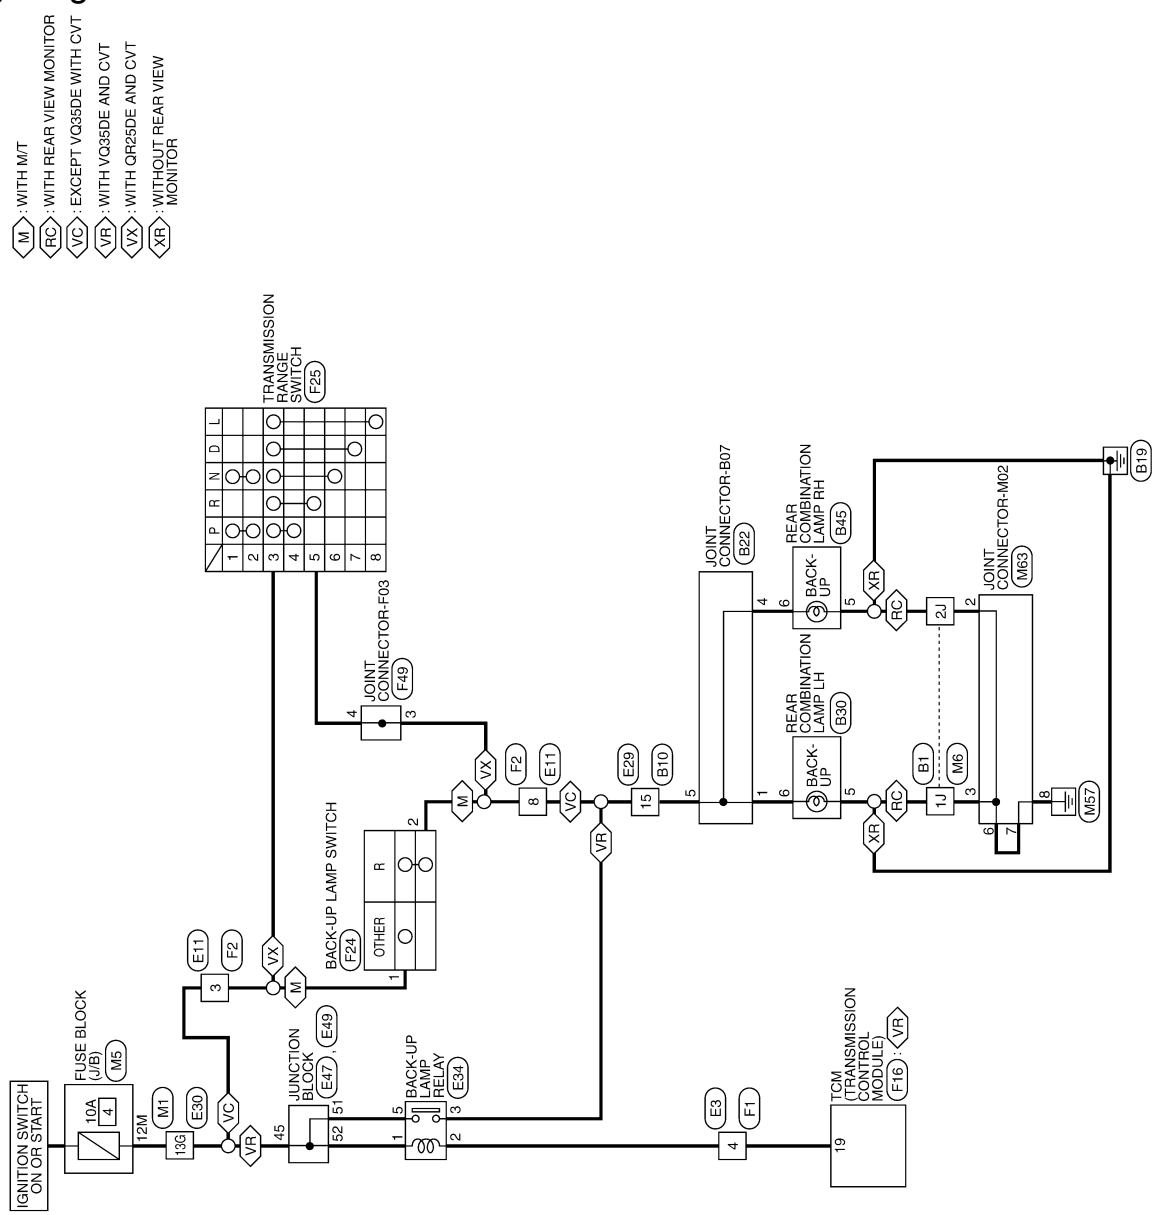 M : WITH M/T
RC : WITH REAR VIEW MONITOR
VC : EXCEPT VQ35DE WITH CVT
VR : WITH VQ35DE AND CVT
VX : WITH QR25DE AND CVT
XR : WITHOUT REAR VIEW
MONITOR
IGNITION SWITCH
ON OR START
FUSE BLOCK
(J/B)
M5
10A
4
12M
13G
M1
E30
VC
VR
3
E11
F2
VX
M
TRANSMISSION
RANGE
SWITCH
F25
P R N D L
1
2
3
4
5
6
7
8
JOINT
CONNECTOR-F03
F49
4
3
VX
BACK-UP LAMP SWITCH
F24
OTHER
R
1
2
M
8
F2
E11
VC
VR
15
E29
B10
JUNCTION
BLOCK
E47 , E49
45
51
52
BACK-UP
LAMP
RELAY
E34
5
3
1
2
4
E3
F1
TCM
(TRANSMISSION
CONTROL
MODULE)
F16 : VR
19
JOINT
CONNECTOR-B07
B22
5
1
4
REAR
COMBINATION
LAMP LH
B30
BACK-
UP
6
5
REAR
COMBINATION
LAMP RH
B45
BACK-
UP
6
5
XR
RC
XR
RC
1J
B1
M6
2J
JOINT
CONNECTOR-M02
M63
3
2
6
7
8
M57
B19